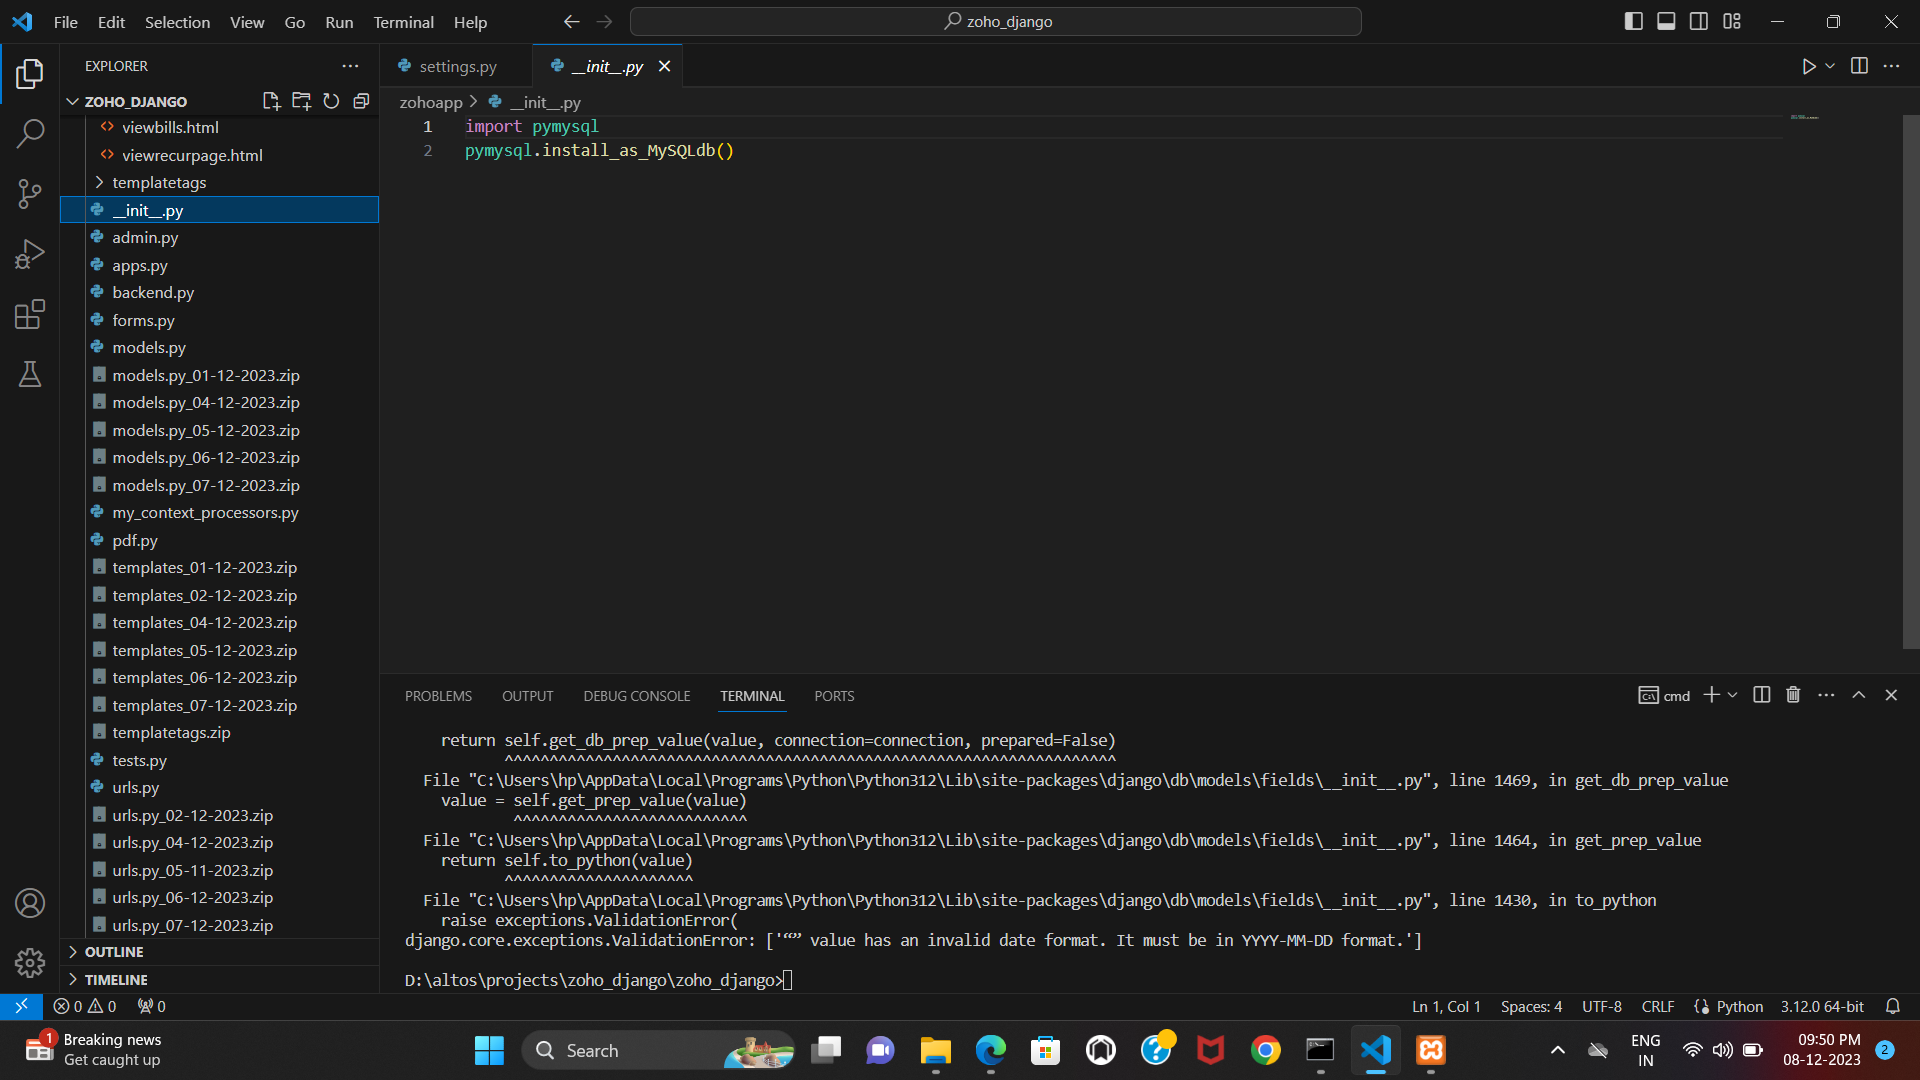 File Edit Selection View Go Run Terminal Help
zoho_django
EXPLORER
ZOHO_DJANGO
viewbills.html
viewrecurpage.html
templatetags
__init__.py
admin.py
apps.py
backend.py
forms.py
models.py
models.py_01-12-2023.zip
models.py_04-12-2023.zip
models.py_05-12-2023.zip
models.py_06-12-2023.zip
models.py_07-12-2023.zip
my_context_processors.py
pdf.py
templates_01-12-2023.zip
templates_02-12-2023.zip
templates_04-12-2023.zip
templates_05-12-2023.zip
templates_06-12-2023.zip
templates_07-12-2023.zip
templatetags.zip
tests.py
urls.py
urls.py_02-12-2023.zip
urls.py_04-12-2023.zip
urls.py_05-11-2023.zip
urls.py_06-12-2023.zip
urls.py_07-12-2023.zip
OUTLINE
TIMELINE
settings.py __init__.py
zohoapp > __init__.py
1 import pymysql
2 pymysql.install_as_MySQLdb()
PROBLEMS OUTPUT DEBUG CONSOLE TERMINAL PORTS
cmd
return self.get_db_prep_value(value, connection=connection, prepared=False)
^^^^^^^^^^^^^^^^^^^^^^^^^^^^^^^^^^^^^^^^^^^^^^^^^^^^^^^^^^^^^^^^^^^^
File "C:\Users\hp\AppData\Local\Programs\Python\Python312\Lib\site-packages\django\db\models\fields\__init__.py", line 1469, in get_db_prep_value
value = self.get_prep_value(value)
^^^^^^^^^^^^^^^^^^^^^^^^^^
File "C:\Users\hp\AppData\Local\Programs\Python\Python312\Lib\site-packages\django\db\models\fields\__init__.py", line 1464, in get_prep_value
return self.to_python(value)
^^^^^^^^^^^^^^^^^^^^^
File "C:\Users\hp\AppData\Local\Programs\Python\Python312\Lib\site-packages\django\db\models\fields\__init__.py", line 1430, in to_python
raise exceptions.ValidationError(
django.core.exceptions.ValidationError: ['“” value has an invalid date format. It must be in YYYY-MM-DD format.']
D:\altos\projects\zoho_django\zoho_django>
0 0 0
Ln 1, Col 1 Spaces: 4 UTF-8 CRLF Python 3.12.0 64-bit
1 Breaking news
Get caught up
Search
ENG
IN
09:50 PM
08-12-2023
2